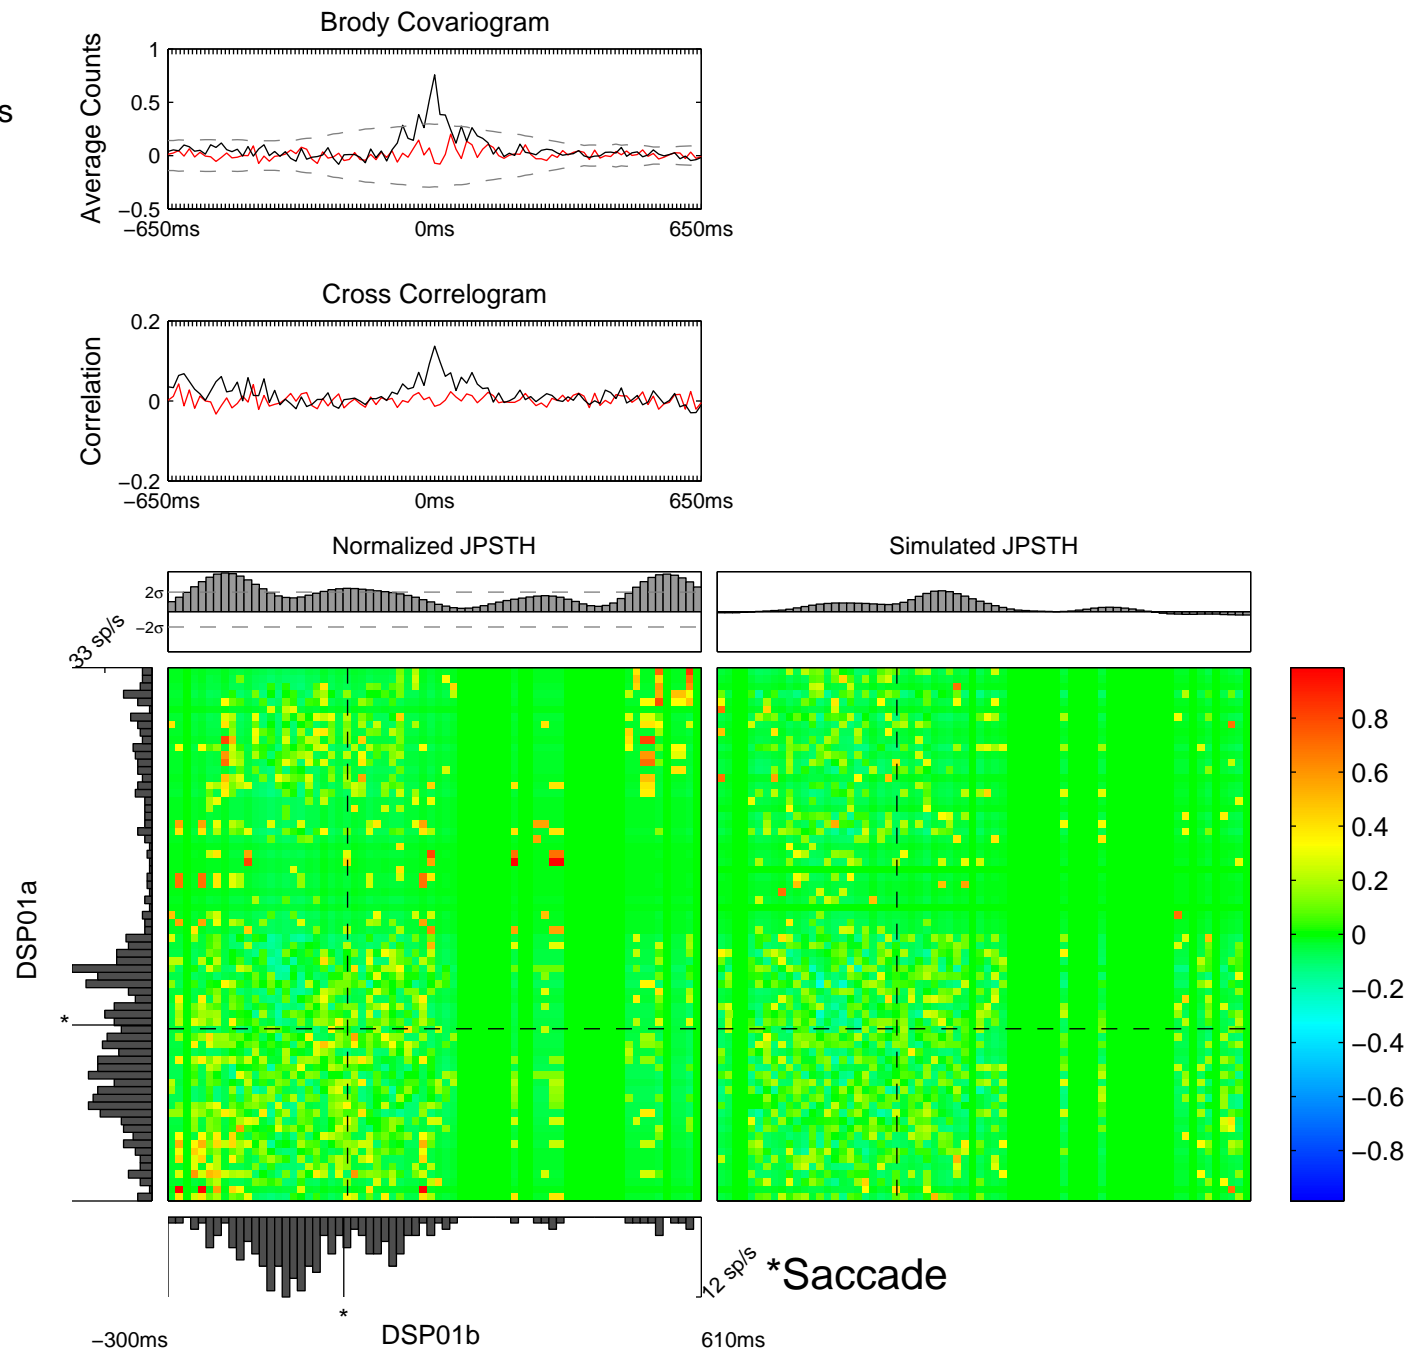 Brody Covariogram
s
Average Counts
1
0.5
0
−0.5
−650ms
0ms
650ms
Cross Correlogram
Correlation
0.2
0
−0.2
−650ms
0ms
650ms
Normalized JPSTH
Simulated JPSTH
2σ
−2σ
33 sp/s
DSP01a
*
0.8
0.6
0.4
0.2
0
−0.2
−0.4
−0.6
−0.8
12 sp/s
*Saccade
*
−300ms
DSP01b
610ms